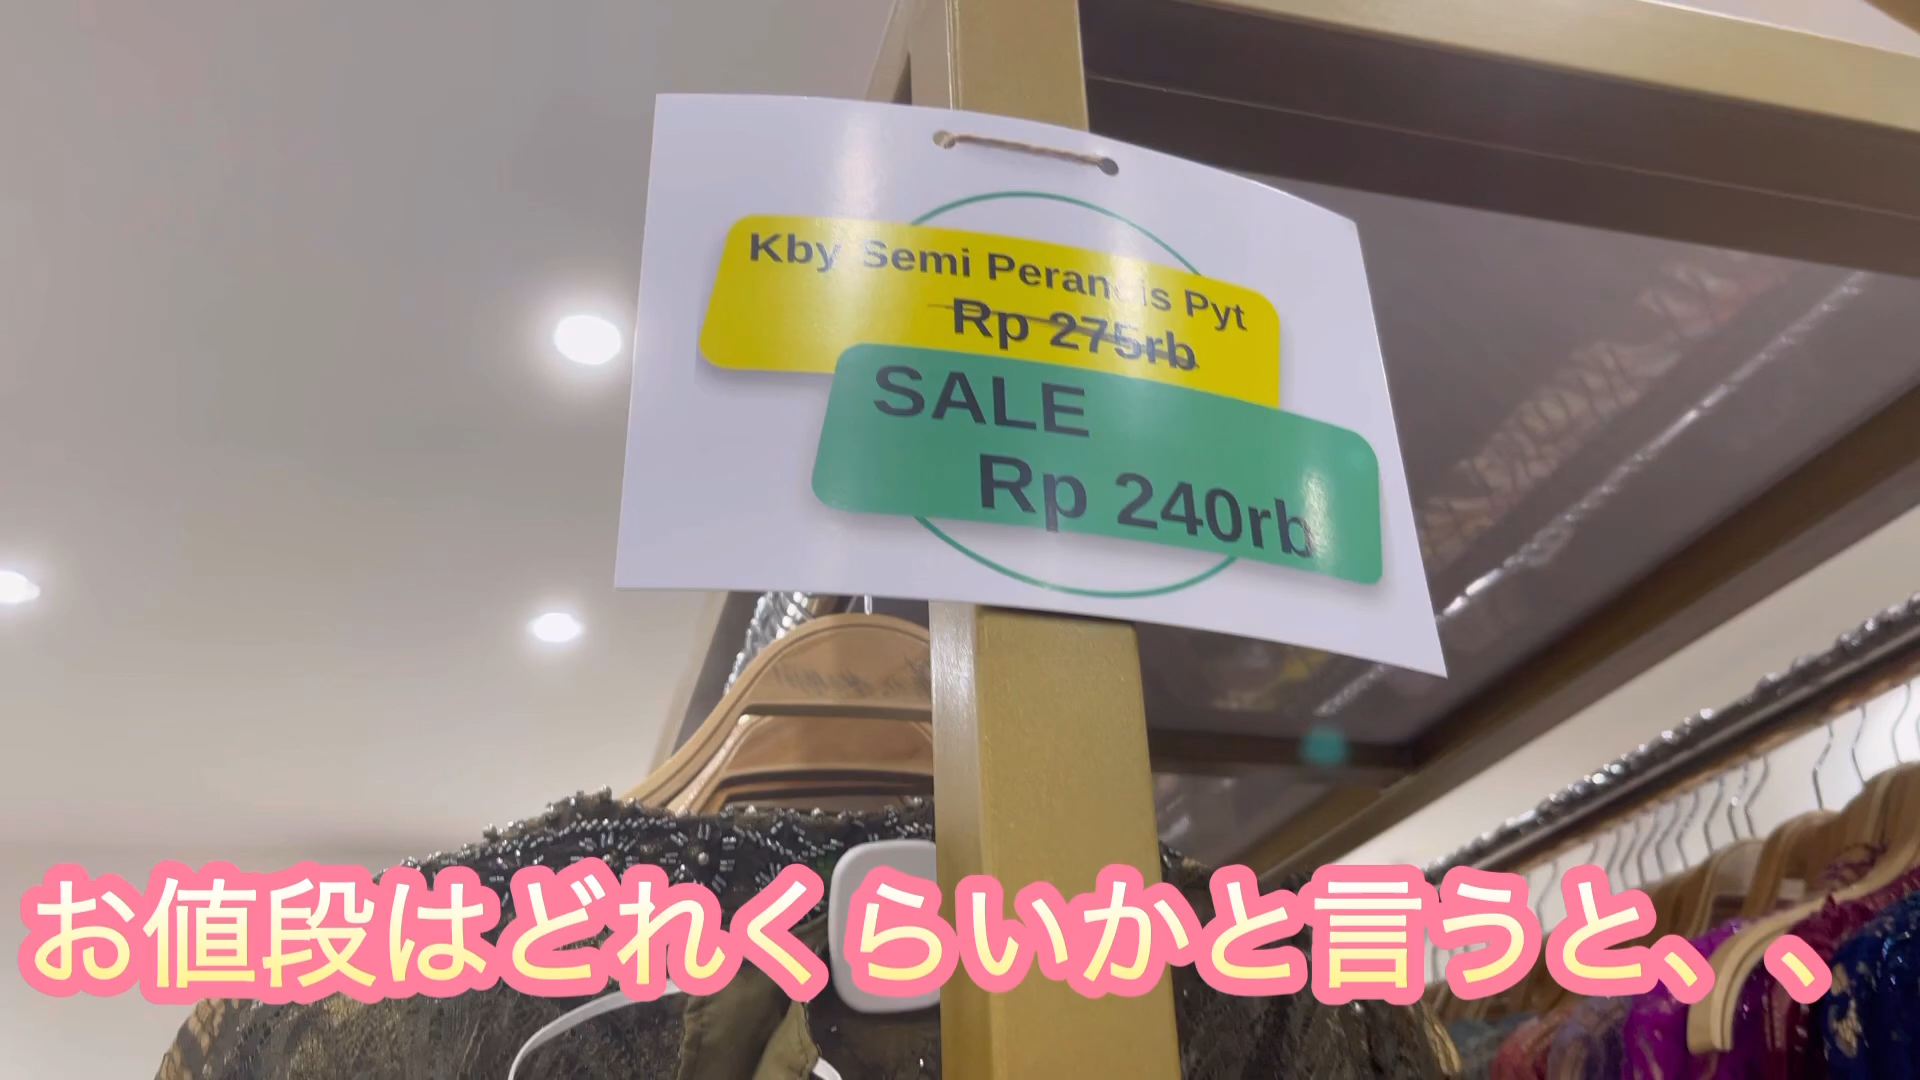 Kby Semi Perancis Pyt
Rp 275rb
SALE
Rp 240rb
お値段はどれくらいかと言うと、、